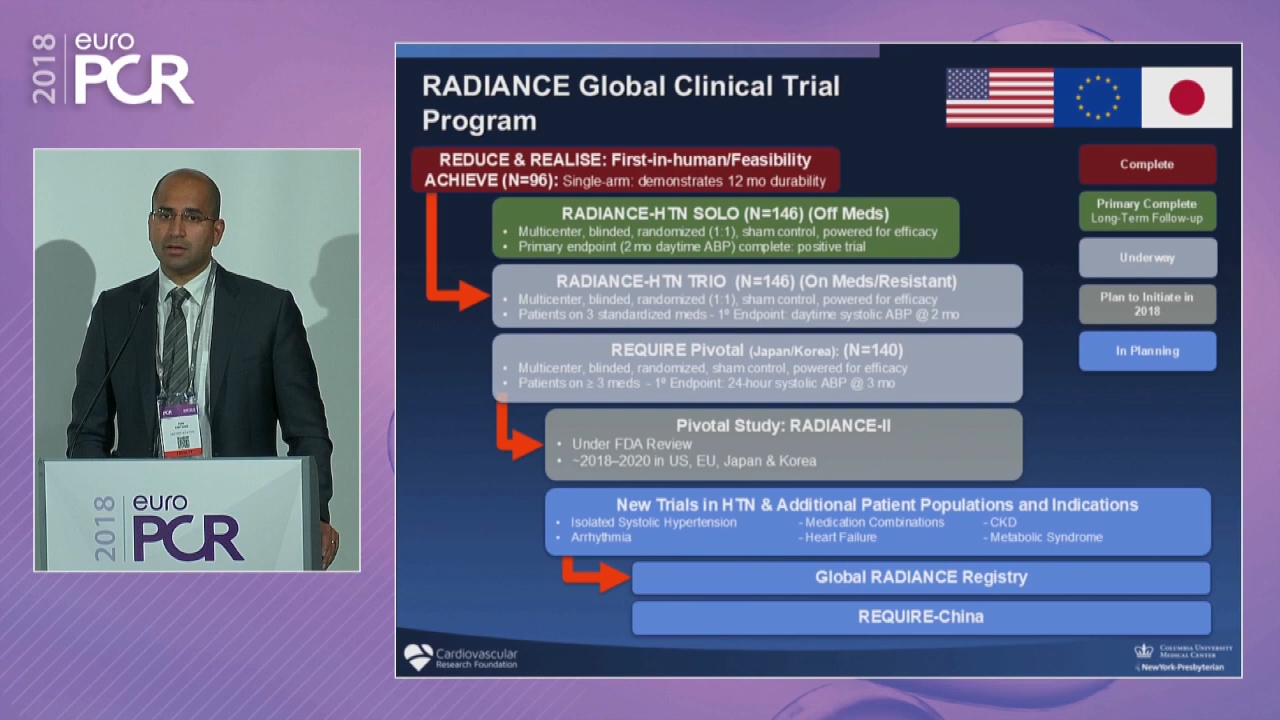 2018
euro
PCR
RADIANCE Global Clinical Trial
Program
REDUCE & REALISE: First-in-human/Feasibility
ACHIEVE (N=96): Single-arm: demonstrates 12 mo durability
RADIANCE-HTN SOLO (N=146) (Off Meds)
• Multicenter, blinded, randomized (1:1), sham control, powered for efficacy
• Primary endpoint (2 mo daytime ABP) complete: positive trial
RADIANCE-HTN TRIO (N=146) (On Meds/Resistant)
• Multicenter, blinded, randomized (1:1), sham control, powered for efficacy
• Patients on 3 standardized meds - 1º Endpoint: daytime systolic ABP @ 2 mo
REQUIRE Pivotal (Japan/Korea): (N=140)
• Multicenter, blinded, randomized, sham control, powered for efficacy
• Patients on ≥ 3 meds - 1º Endpoint: 24-hour systolic ABP @ 3 mo
Pivotal Study: RADIANCE-II
• Under FDA Review
• ~2018–2020 in US, EU, Japan & Korea
New Trials in HTN & Additional Patient Populations and Indications
• Isolated Systolic Hypertension - Medication Combinations - CKD
• Arrhythmia - Heart Failure - Metabolic Syndrome
Global RADIANCE Registry
REQUIRE-China
Complete
Primary Complete
Long-Term Follow-up
Underway
Plan to Initiate in
2018
In Planning
Cardiovascular
Research Foundation
COLUMBIA UNIVERSITY
MEDICAL CENTER
NewYork-Presbyterian
PCR
2018
euro
PCR